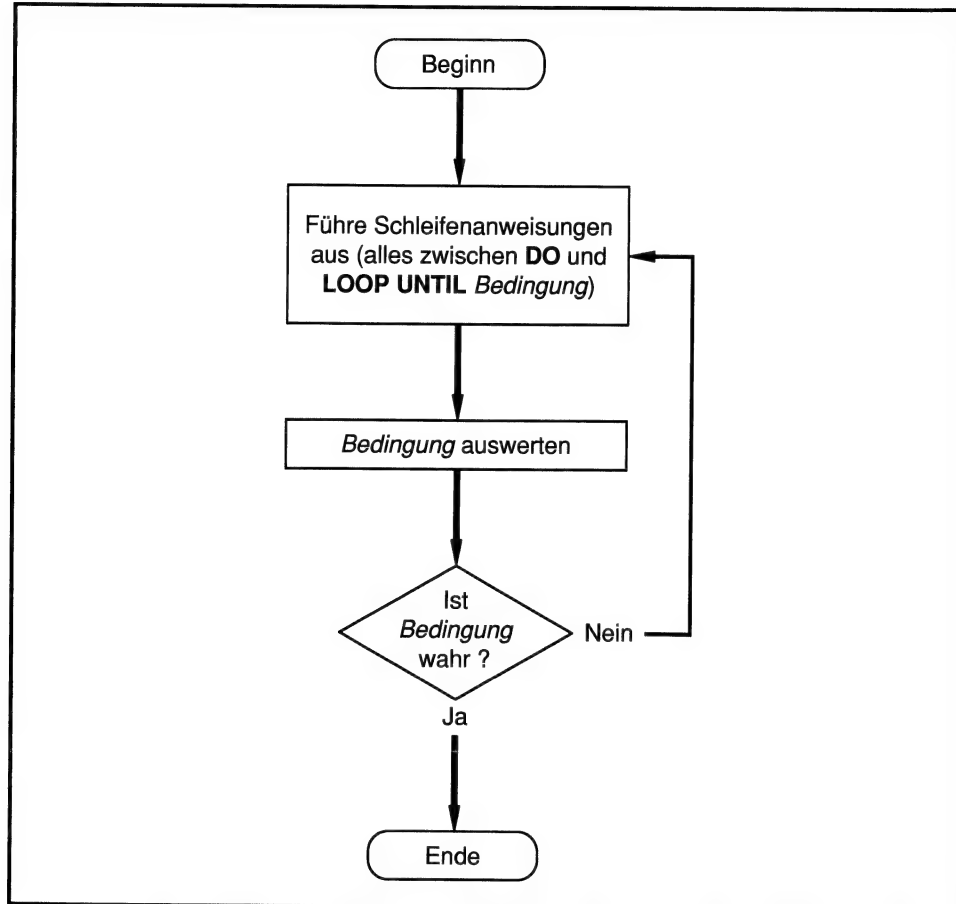 Beginn
Führe Schleifenanweisungen
aus (alles zwischen DO und
LOOP UNTIL Bedingung)
Bedingung auswerten
Ist
Bedingung
wahr ?
Nein
Ja
Ende